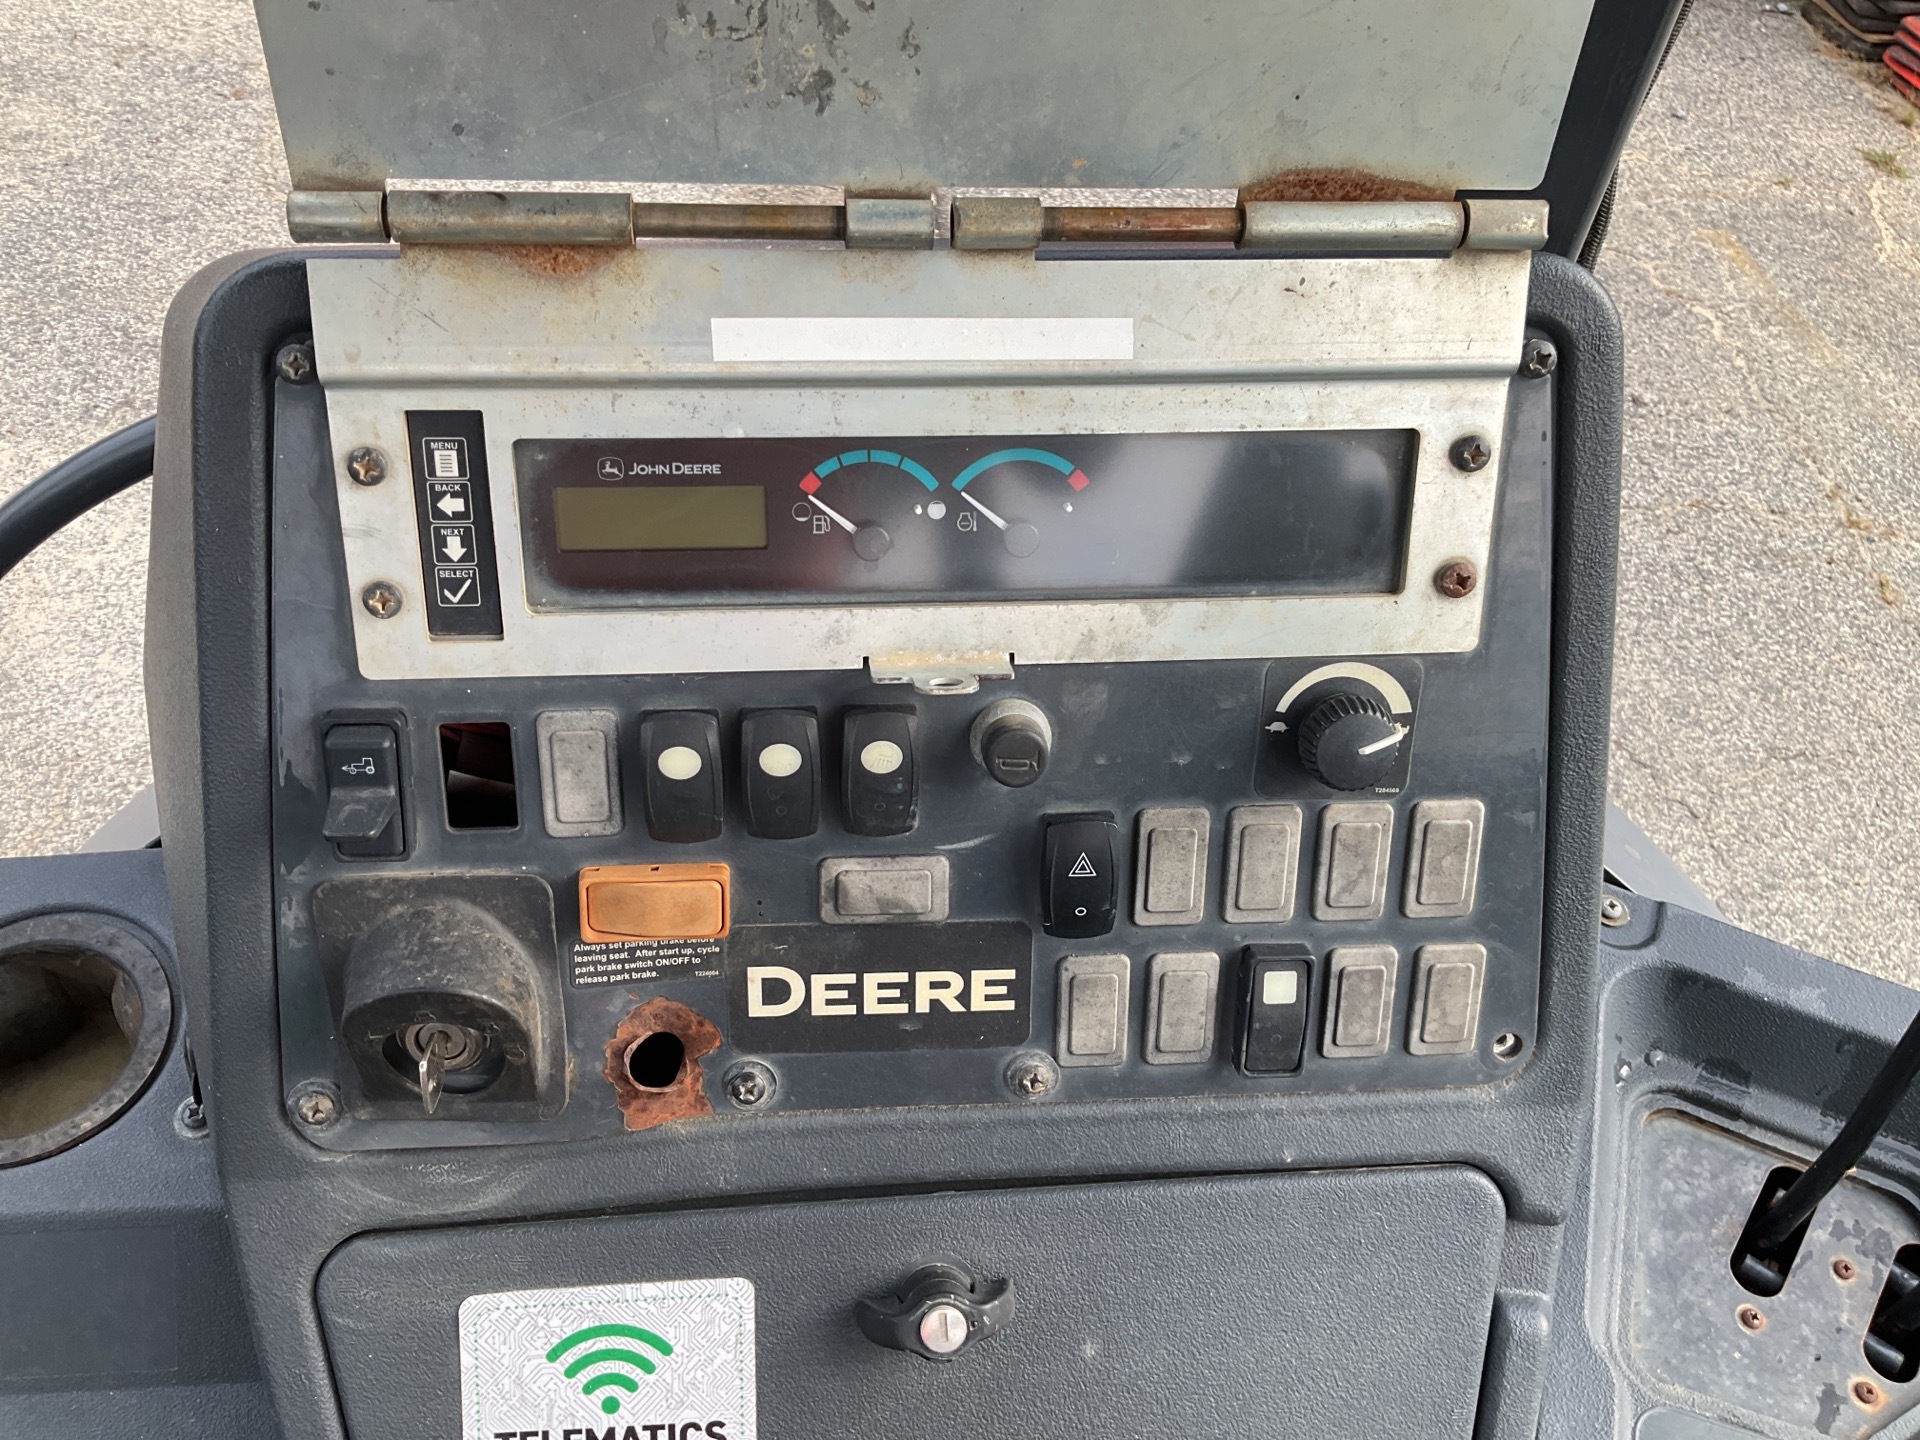 MENU
BACK
NEXT
SELECT
JOHN DEERE
T284569
Always set parking brake before
leaving seat. After start up, cycle
park brake switch ON/OFF to
release park brake.
DEERE
TELEMATICS